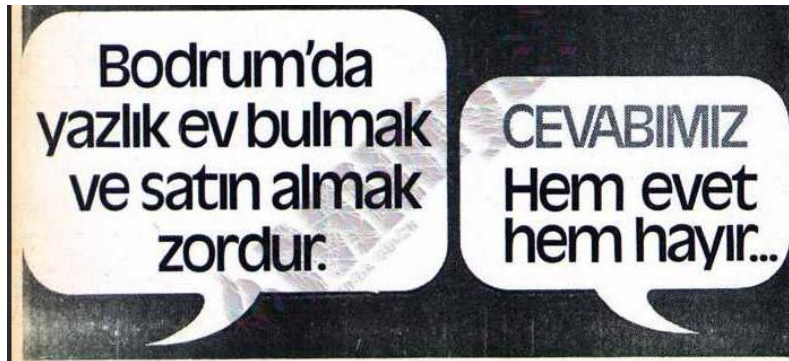 Bodrum'da
yazlık ev bulmak
ve satın almak
zordur.
CEVABIMIZ
Hem evet
hem hayır...